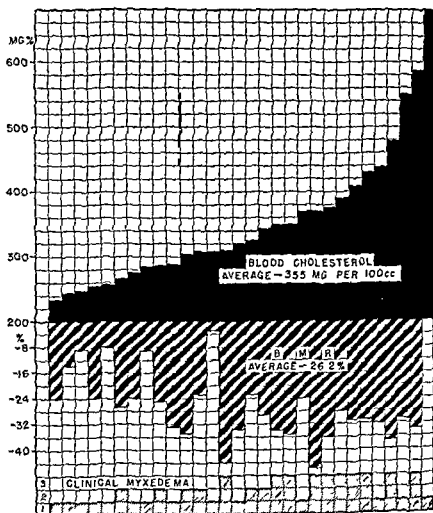 MG%
600
500
400
300
BLOOD CHOLESTEROL
AVERAGE-355 MG PER 100cc
200
%
-8
B M R
AVERAGE-26.2%
-16
-24
-32
-40
3 CLINICAL MYXEDEMA
2
1